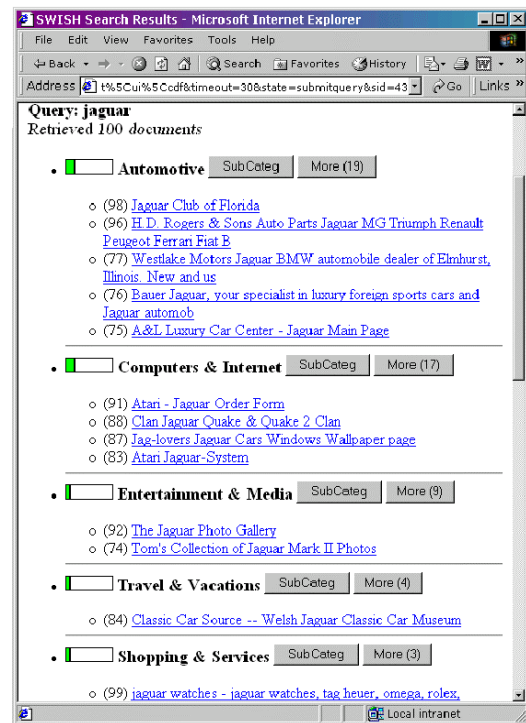 SWISH Search Results - Microsoft Internet Explorer
File Edit View Favorites Tools Help
Back Search Favorites History »
Address t%5Cui%5Ccdf&timeout=30&state=submitquery&sid=43 Go Links »
Query: jaguar
Retrieved 100 documents
Automotive SubCateg More (19)
(98) Jaguar Club of Florida
(96) H.D. Rogers & Sons Auto Parts Jaguar MG Triumph Renault
Peugeot Ferrari Fiat B
(77) Westlake Motors Jaguar BMW automobile dealer of Elmhurst,
Illinois. New and us
(76) Bauer Jaguar, your specialist in luxury foreign sports cars and
Jaguar automob
(75) A&L Luxury Car Center - Jaguar Main Page
Computers & Internet SubCateg More (17)
(91) Atari - Jaguar Order Form
(88) Clan Jaguar Quake & Quake 2 Clan
(87) Jag-lovers Jaguar Cars Windows Wallpaper page
(83) Atari Jaguar-System
Entertainment & Media SubCateg More (9)
(92) The Jaguar Photo Gallery
(74) Tom's Collection of Jaguar Mark II Photos
Travel & Vacations SubCateg More (4)
(84) Classic Car Source -- Welsh Jaguar Classic Car Museum
Shopping & Services SubCateg More (3)
(99) jaguar watches - jaguar watches, tag heuer, omega, rolex,
Local intranet